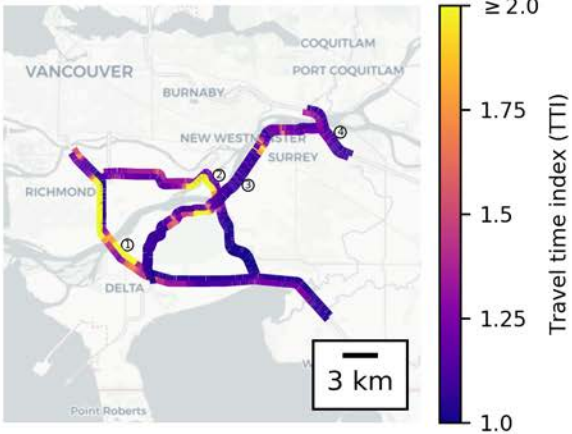 VANCOUVER
BURNABY
COQUITLAM
PORT COQUITLAM
NEW WESTMINSTER
SURREY
RICHMOND
DELTA
Point Roberts
W
①
②
③
④
3 km
≥ 2.0
1.75
1.5
1.25
1.0
Travel time index (TTI)